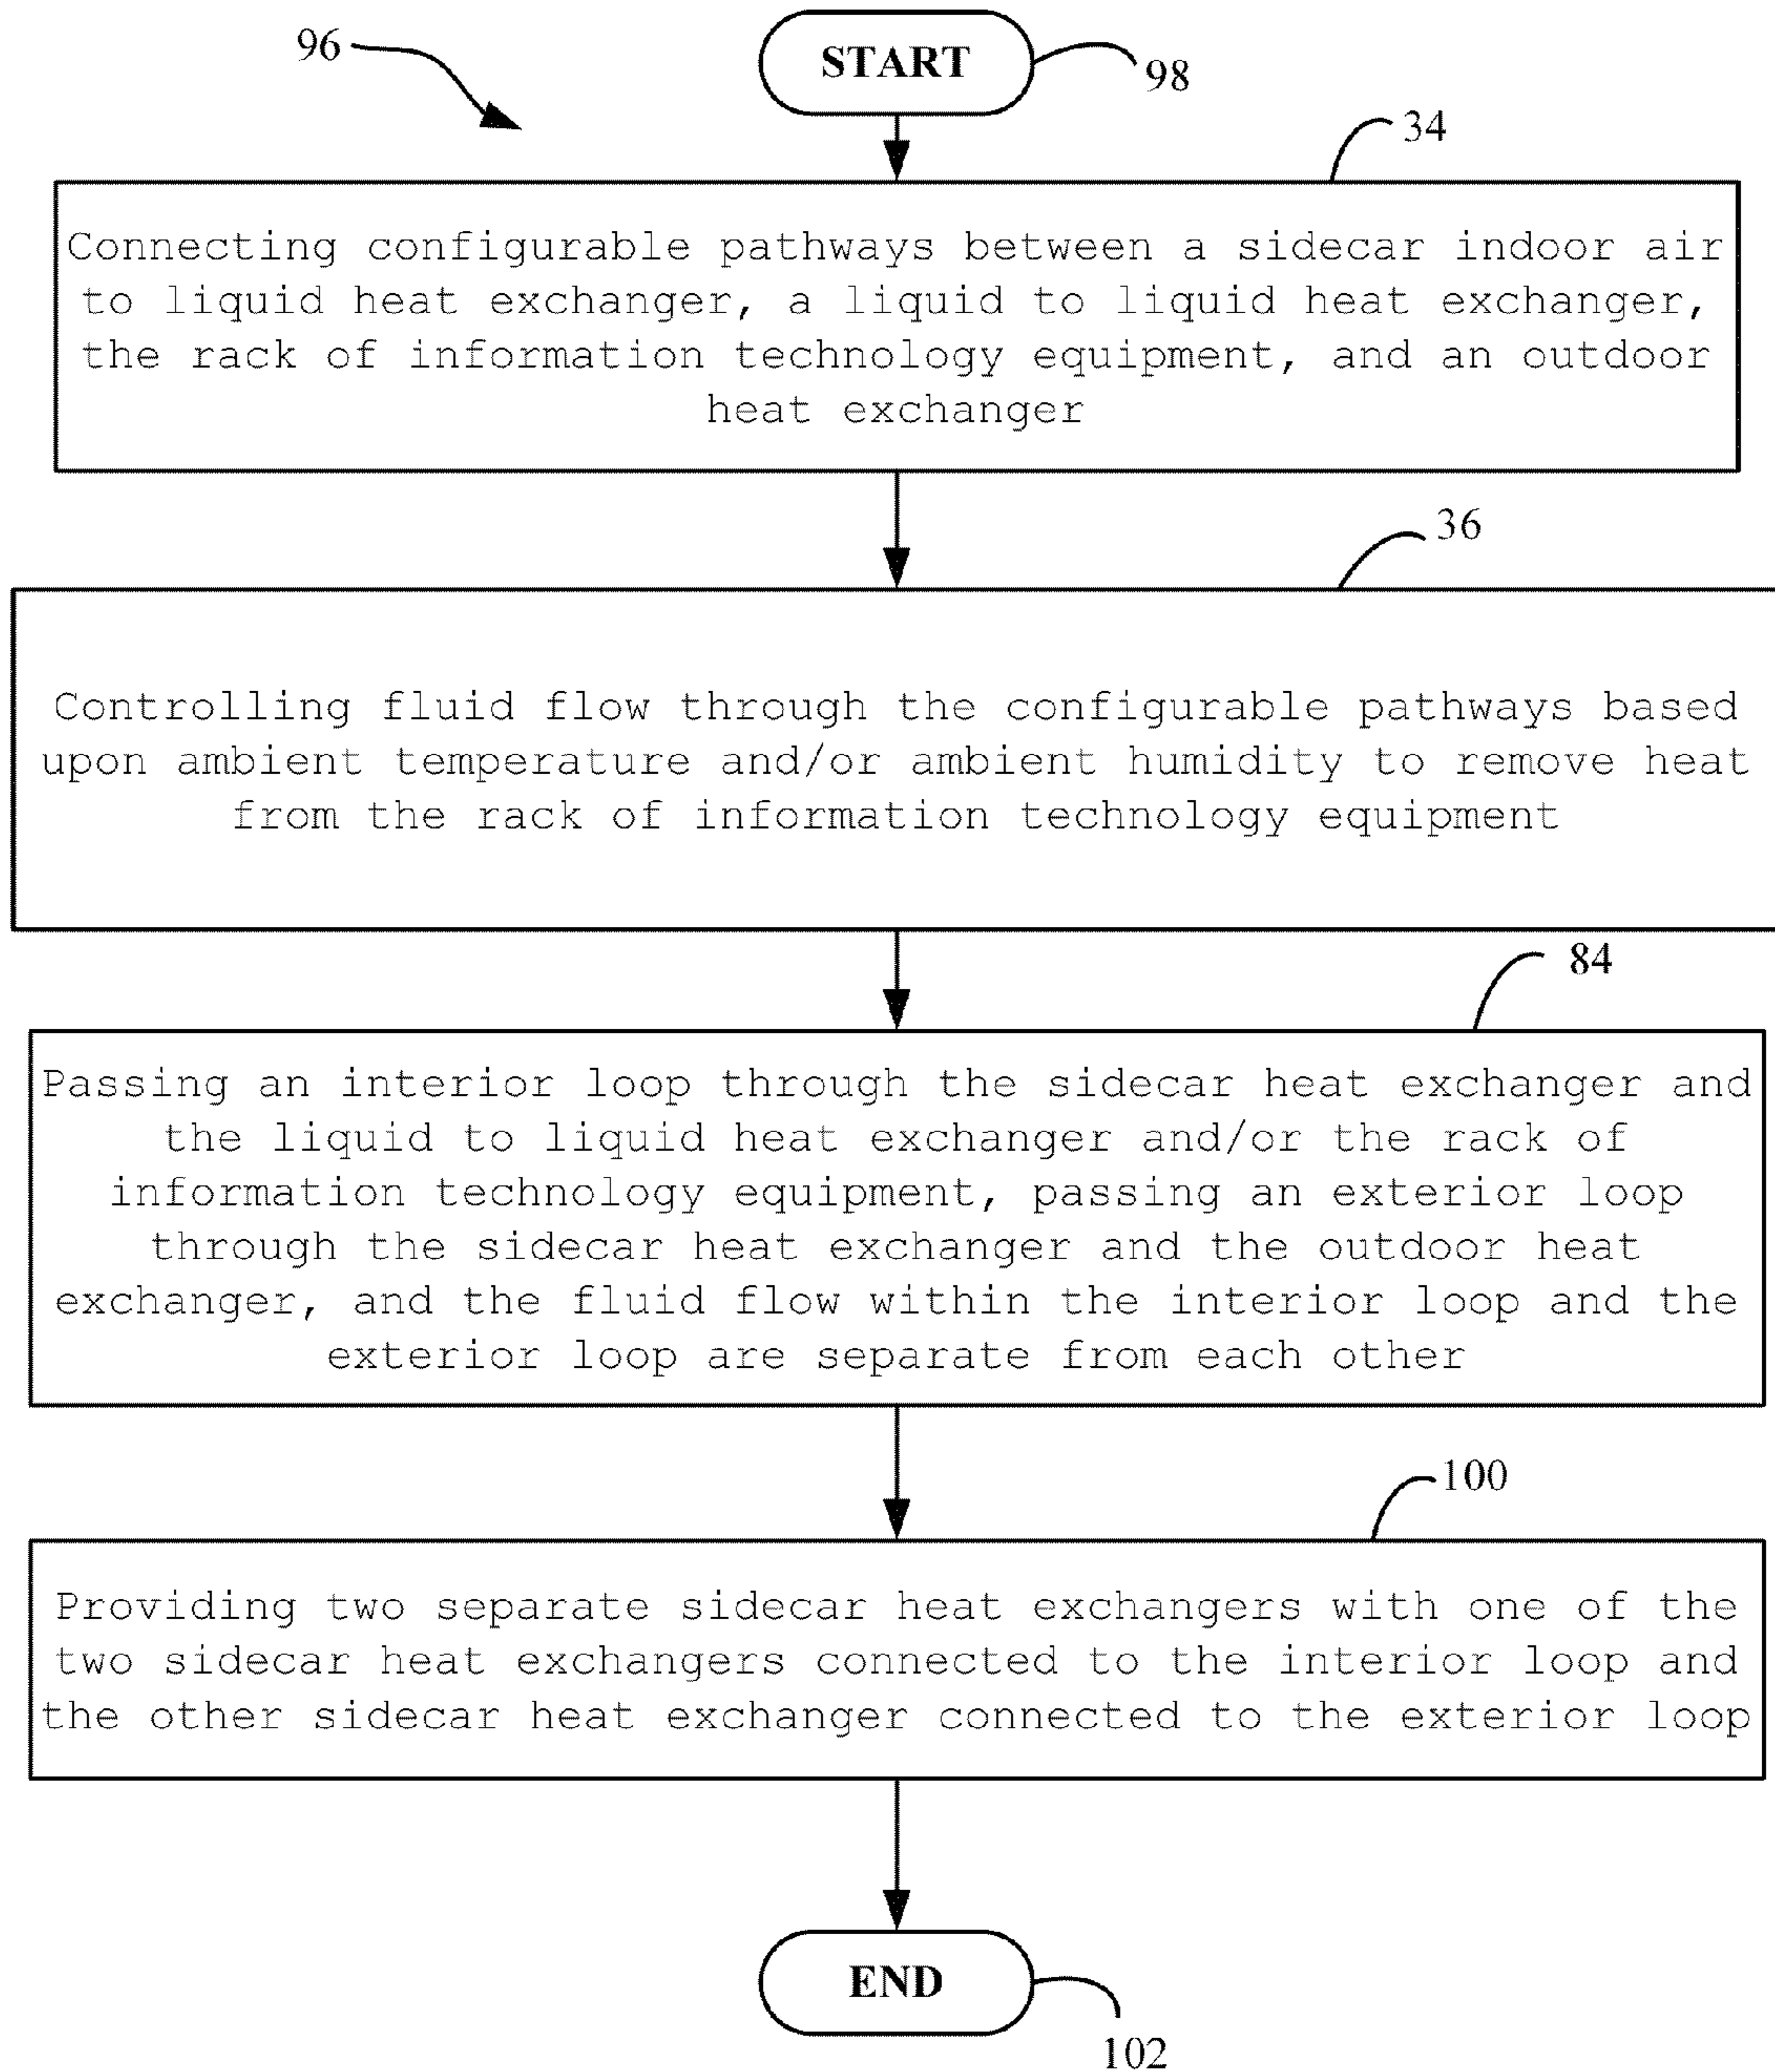 96
START
98
34
Connecting configurable pathways between a sidecar indoor air
to liquid heat exchanger, a liquid to liquid heat exchanger,
the rack of information technology equipment, and an outdoor
heat exchanger
36
Controlling fluid flow through the configurable pathways based
upon ambient temperature and/or ambient humidity to remove heat
from the rack of information technology equipment
84
Passing an interior loop through the sidecar heat exchanger and
the liquid to liquid heat exchanger and/or the rack of
information technology equipment, passing an exterior loop
through the sidecar heat exchanger and the outdoor heat
exchanger, and the fluid flow within the interior loop and the
exterior loop are separate from each other
100
Providing two separate sidecar heat exchangers with one of the
two sidecar heat exchangers connected to the interior loop and
the other sidecar heat exchanger connected to the exterior loop
END
102